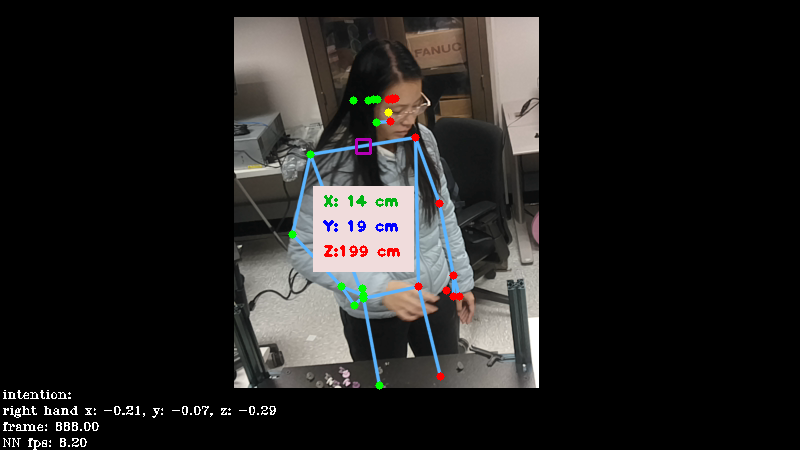 FANUC
X: 14 cm
Y: 19 cm
Z:199 cm
intention:
right hand x: -0.21, y: -0.07, z: -0.29
frame: 888.00
NN fps: 8.20